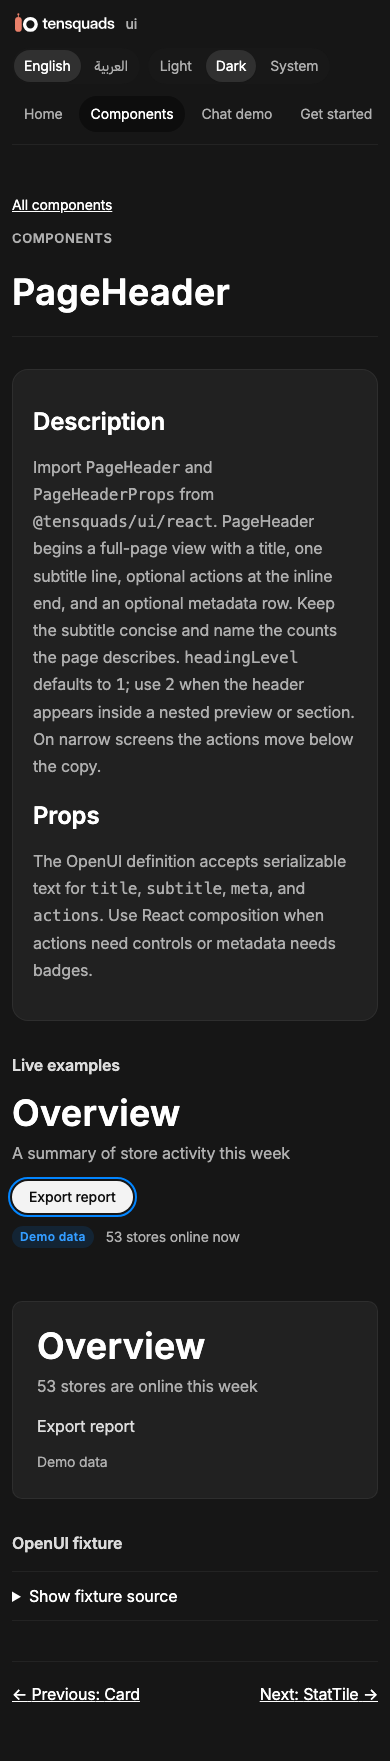 tensquads ui
English العربية Light Dark System
Home Components Chat demo Get started
All components
COMPONENTS
PageHeader
Description
Import PageHeader and
PageHeaderProps from
@tensquads/ui/react. PageHeader
begins a full-page view with a title, one
subtitle line, optional actions at the inline
end, and an optional metadata row. Keep
the subtitle concise and name the counts
the page describes. headingLevel
defaults to 1; use 2 when the header
appears inside a nested preview or section.
On narrow screens the actions move below
the copy.
Props
The OpenUI definition accepts serializable
text for title, subtitle, meta, and
actions. Use React composition when
actions need controls or metadata needs
badges.
Live examples
Overview
A summary of store activity this week
Export report
Demo data 53 stores online now
Overview
53 stores are online this week
Export report
Demo data
OpenUI fixture
Show fixture source
← Previous: Card Next: StatTile →